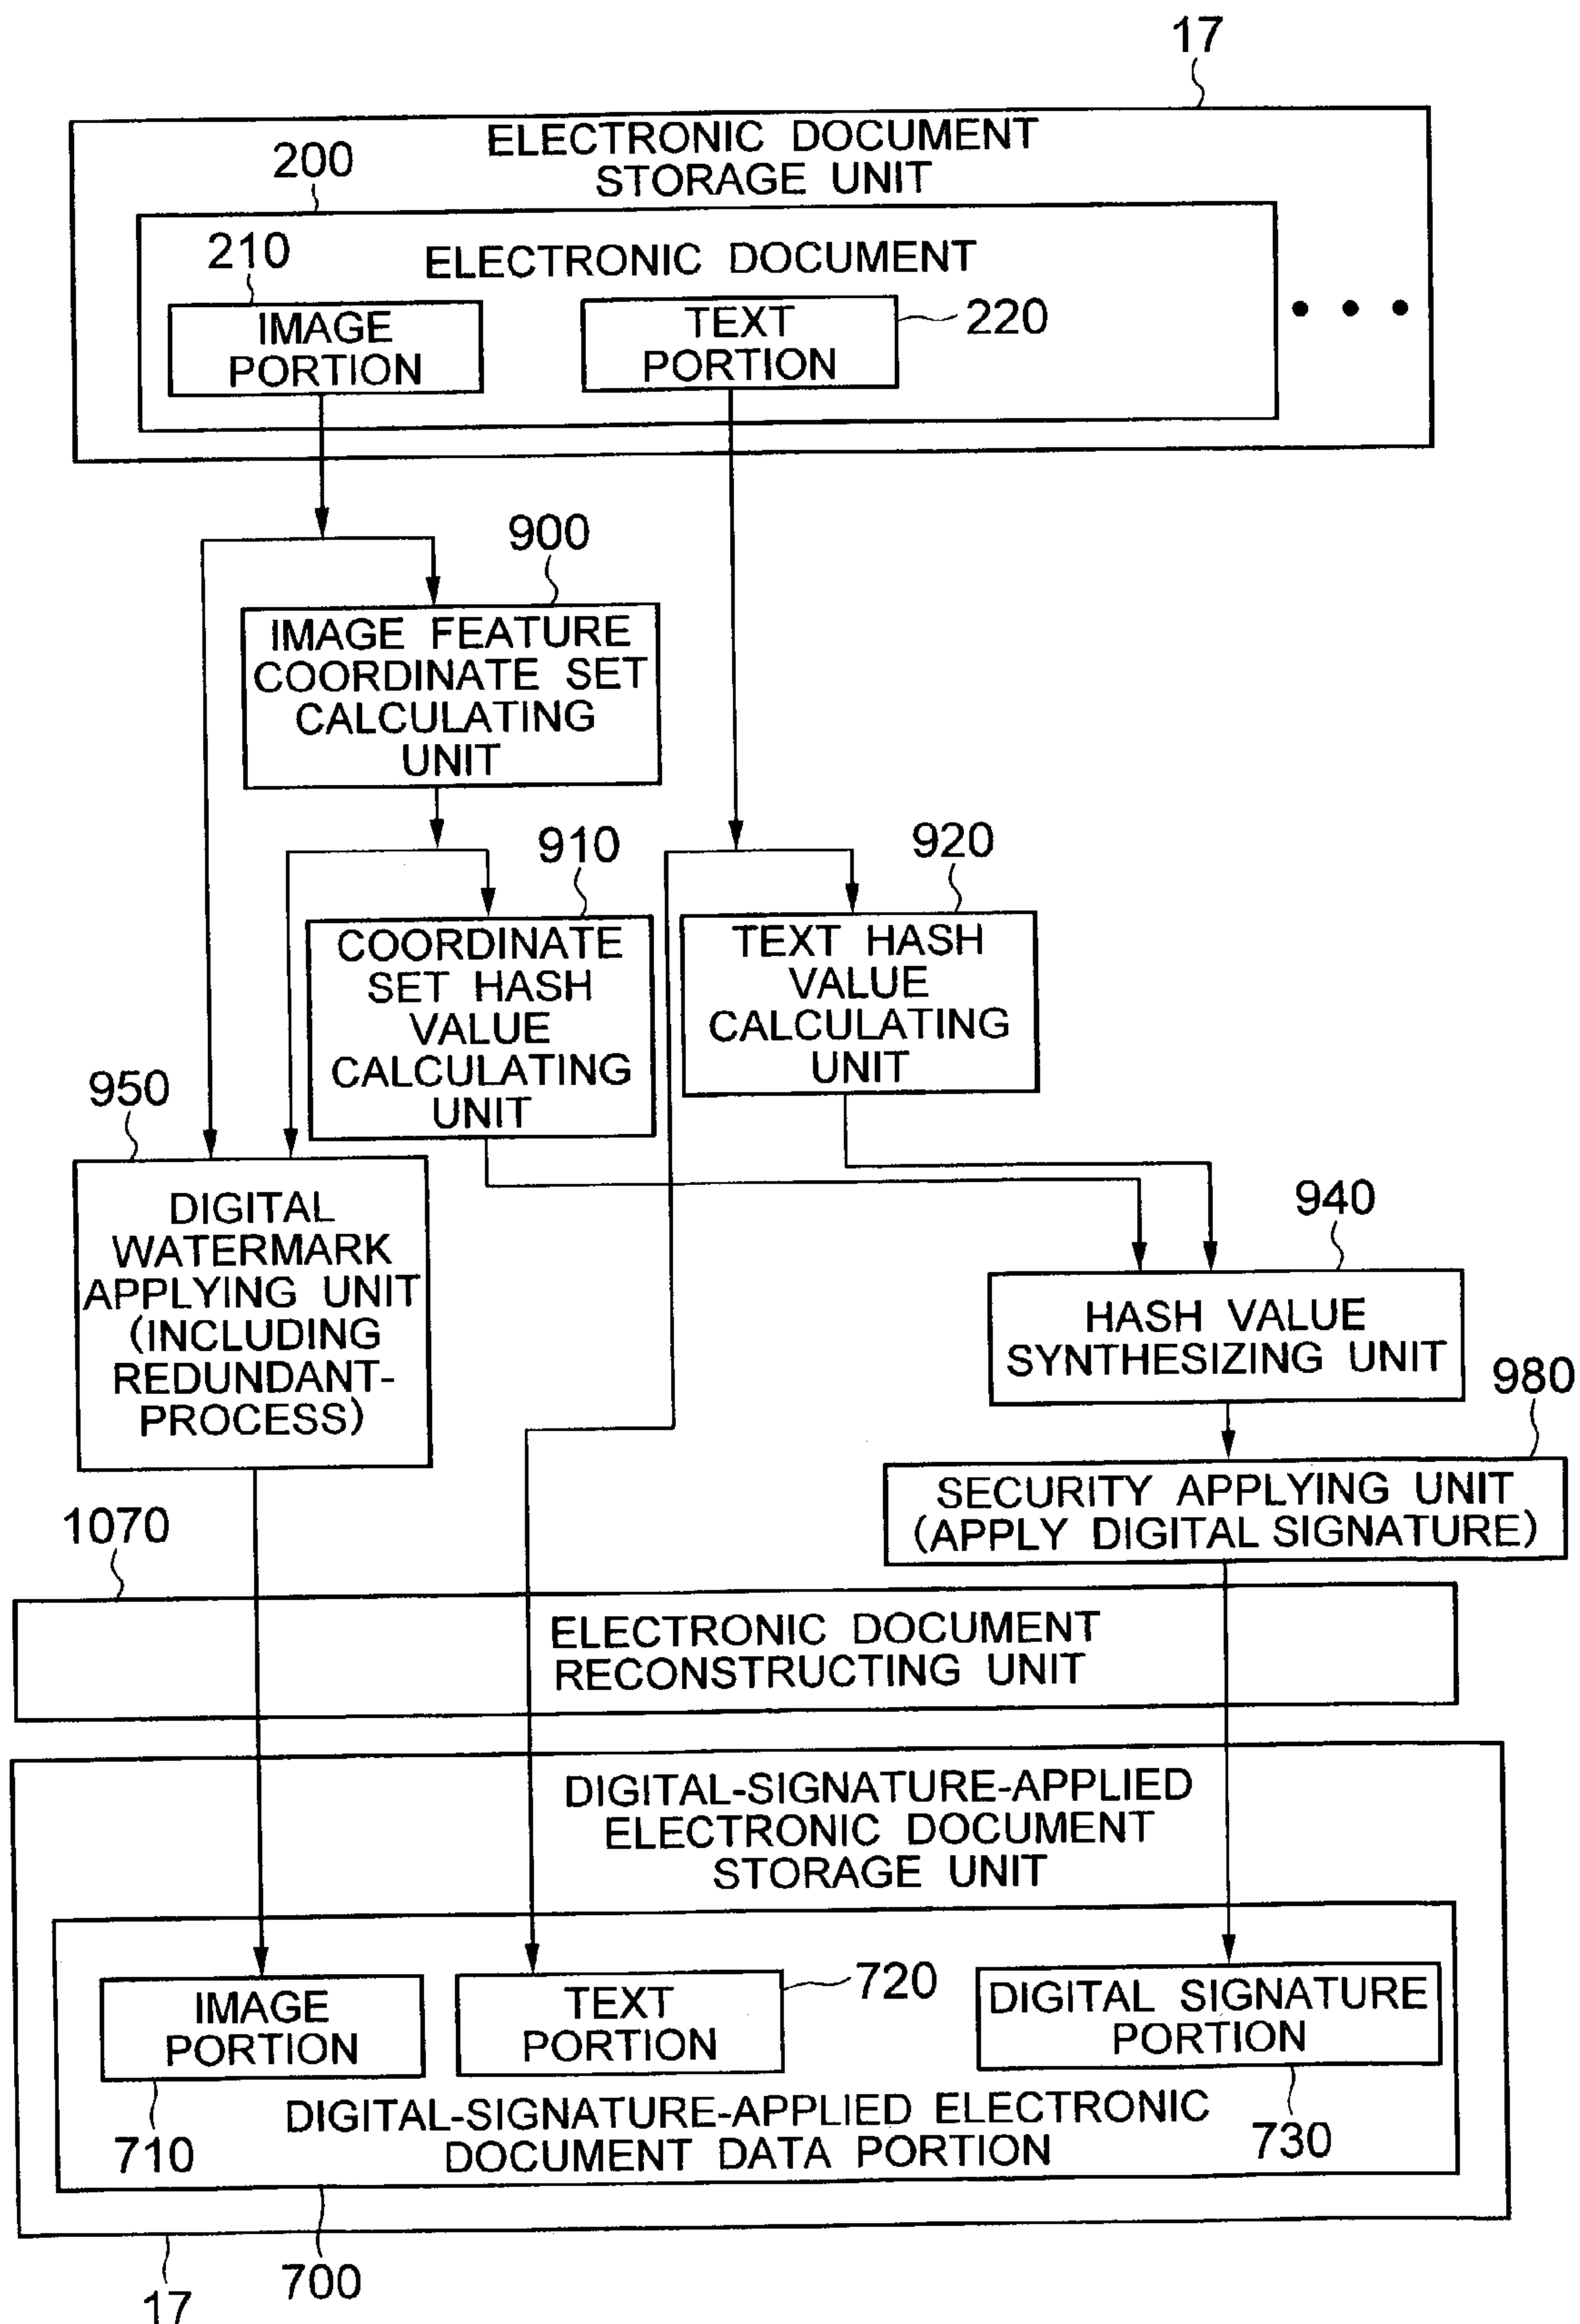 17
ELECTRONIC DOCUMENT
STORAGE UNIT
200
ELECTRONIC DOCUMENT
210
IMAGE
PORTION
TEXT
PORTION
220
900
IMAGE FEATURE
COORDINATE SET
CALCULATING
UNIT
910
COORDINATE
SET HASH
VALUE
CALCULATING
UNIT
920
TEXT HASH
VALUE
CALCULATING
UNIT
950
DIGITAL
WATERMARK
APPLYING UNIT
(INCLUDING
REDUNDANT-
PROCESS)
940
HASH VALUE
SYNTHESIZING UNIT
980
SECURITY APPLYING UNIT
(APPLY DIGITAL SIGNATURE)
1070
ELECTRONIC DOCUMENT
RECONSTRUCTING UNIT
DIGITAL-SIGNATURE-APPLIED
ELECTRONIC DOCUMENT
STORAGE UNIT
IMAGE
PORTION
TEXT
PORTION
720
DIGITAL SIGNATURE
PORTION
710
DIGITAL-SIGNATURE-APPLIED ELECTRONIC
DOCUMENT DATA PORTION
730
700
17